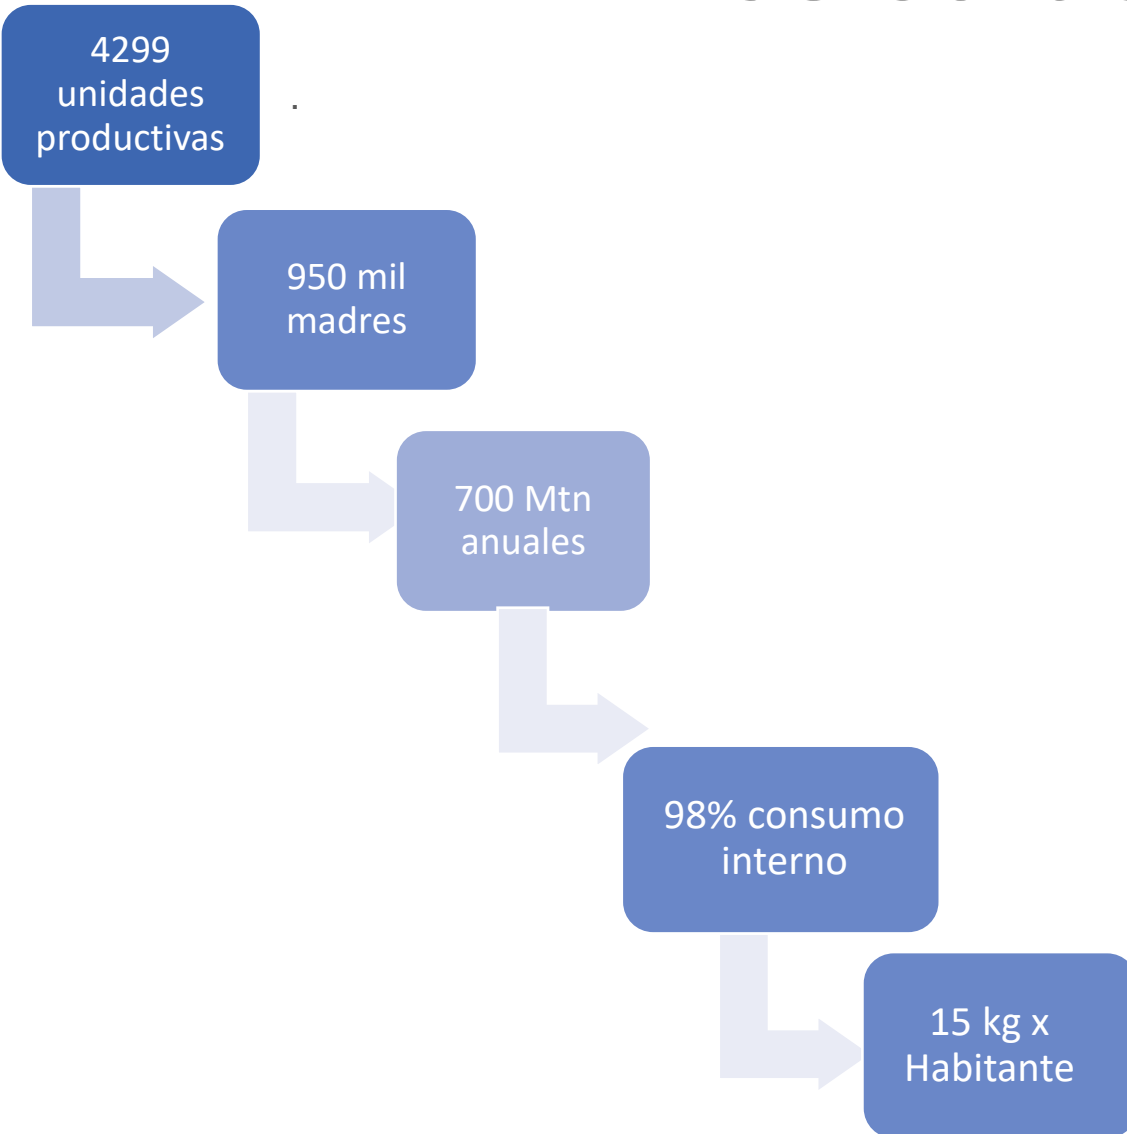 4299
unidades
productivas
.
950 mil
madres
700 Mtn
anuales
98% consumo
interno
15 kg x
Habitante